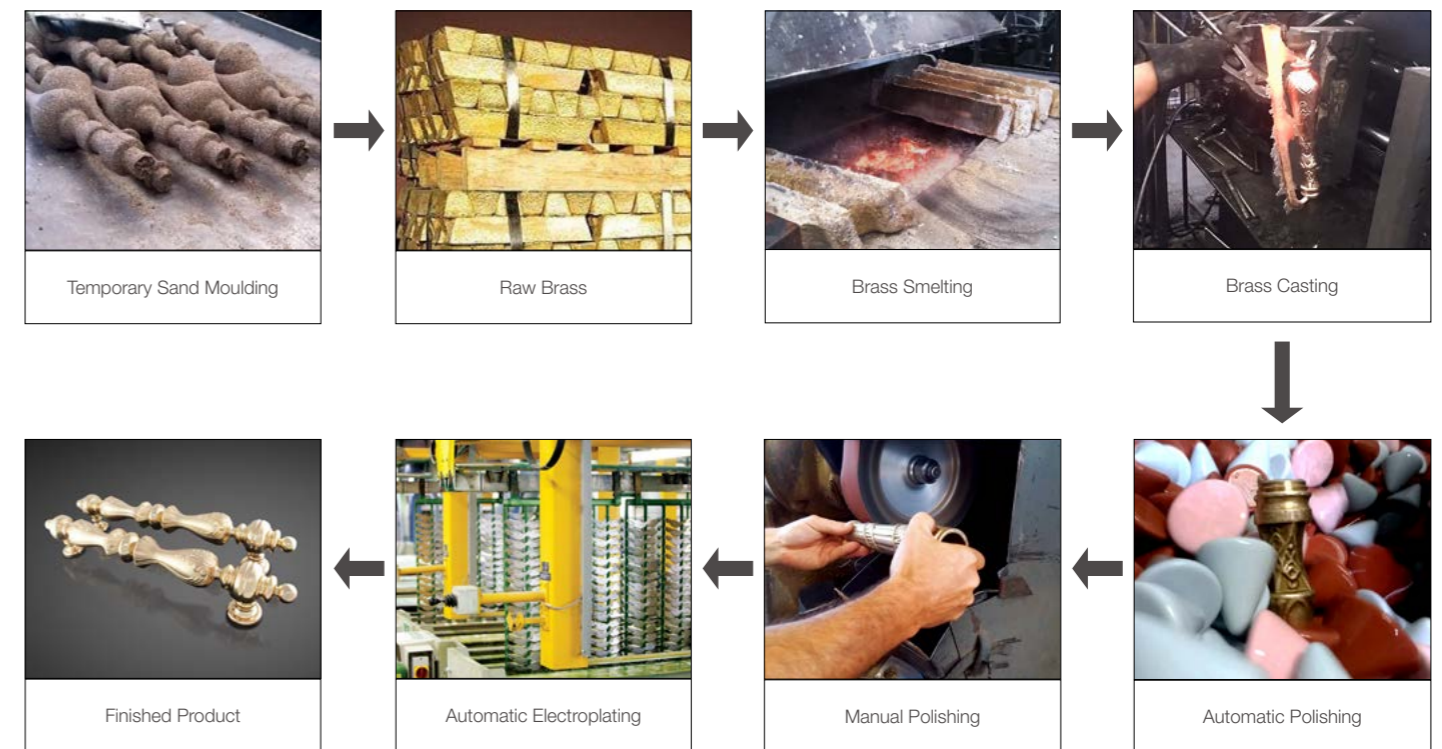 Temporary Sand Moulding
Raw Brass
Brass Smelting
Brass Casting
Automatic Polishing
Manual Polishing
Automatic Electroplating
Finished Product